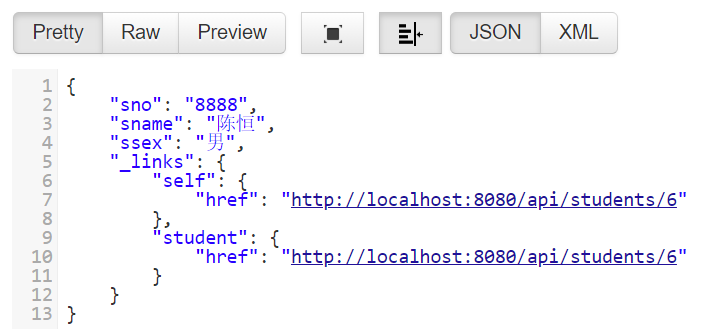 Pretty Raw Preview JSON XML
1 {
2     "sno": "8888",
3     "sname": "陈恒",
4     "ssex": "男",
5     "_links": {
6         "self": {
7             "href": "http://localhost:8080/api/students/6"
8         },
9         "student": {
10             "href": "http://localhost:8080/api/students/6"
11         }
12     }
13 }